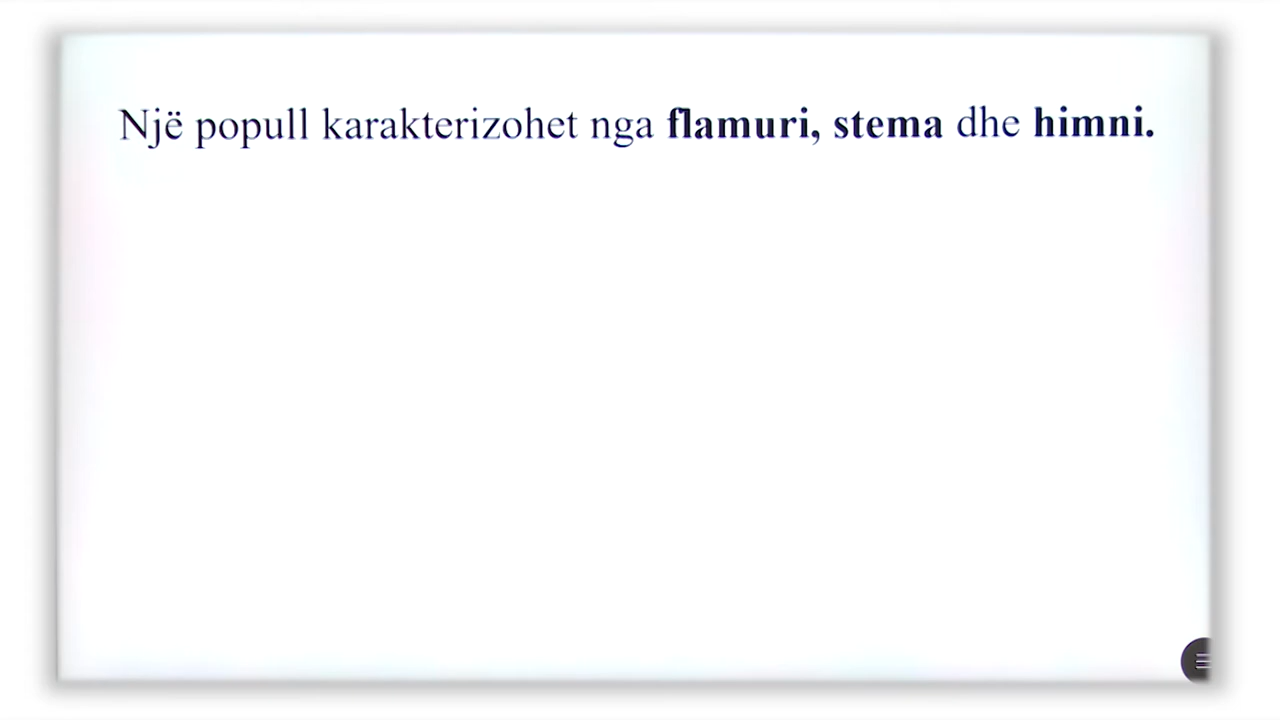 Një popull karakterizohet nga flamuri, stema dhe himni.